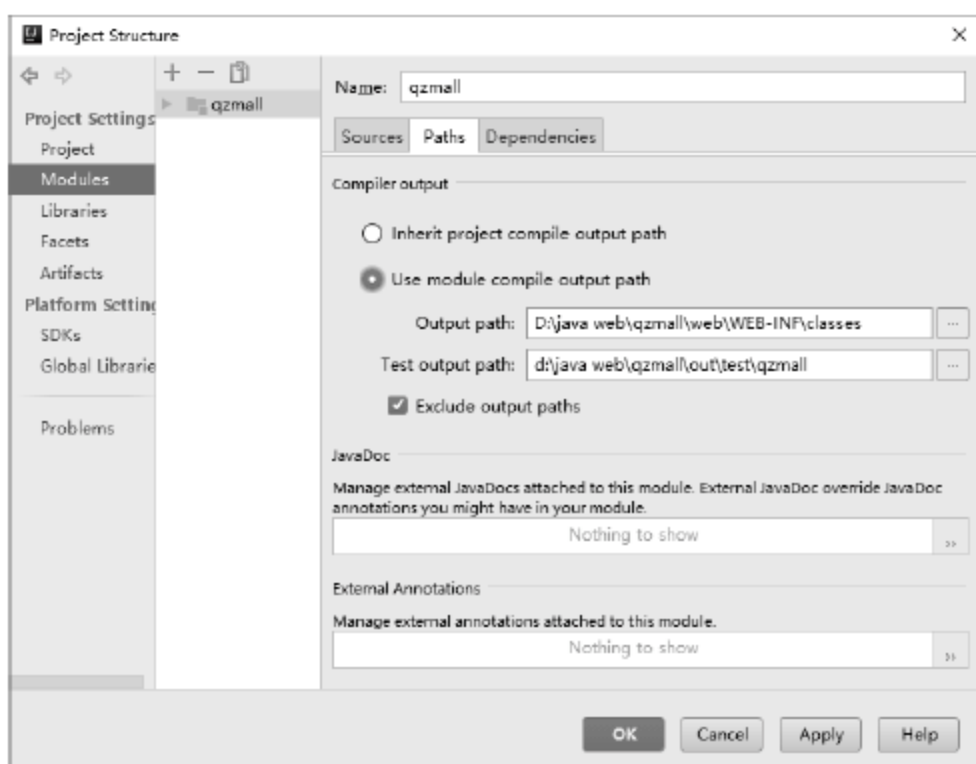 Project Structure
Project Settings
Project
Modules
Libraries
Facets
Artifacts
Platform Setting
SDKs
Global Librarie
Problems
qzmall
Name: qzmall
Sources Paths Dependencies
Compiler output
Inherit project compile output path
Use module compile output path
Output path: D:\java web\qzmall\web\WEB-INF\classes ...
Test output path: d:\java web\qzmall\out\test\qzmall ...
Exclude output paths
JavaDoc
Manage external JavaDocs attached to this module. External JavaDoc override JavaDoc
annotations you might have in your module.
Nothing to show
External Annotations
Manage external annotations attached to this module.
Nothing to show
OK Cancel Apply Help